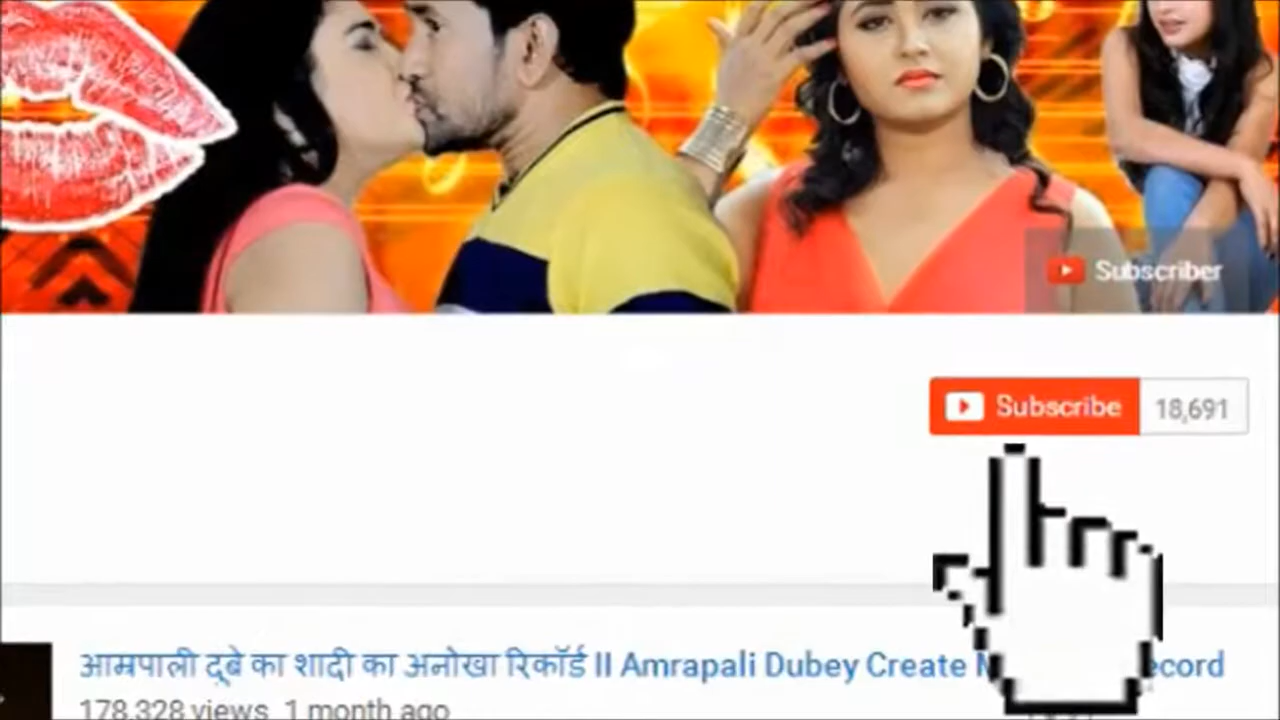 Subscriber
Subscribe 18,691
आम्रपाली दूबे का शादी का अनोखा रिकॉर्ड II Amrapali Dubey Create
178,328 views 1 month ago